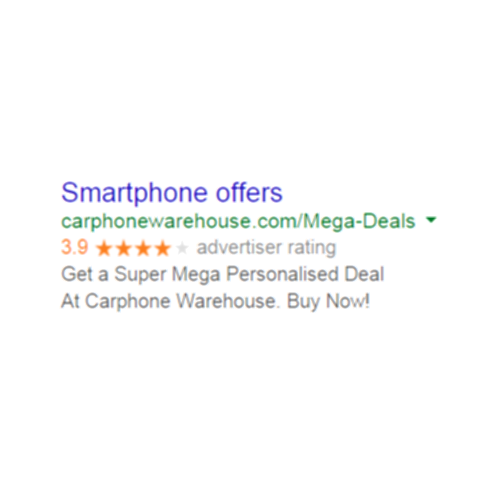 Smartphone offers
carphonewarehouse.com/Mega-Deals
3.9 ★★★★★ advertiser rating
Get a Super Mega Personalised Deal
At Carphone Warehouse. Buy Now!